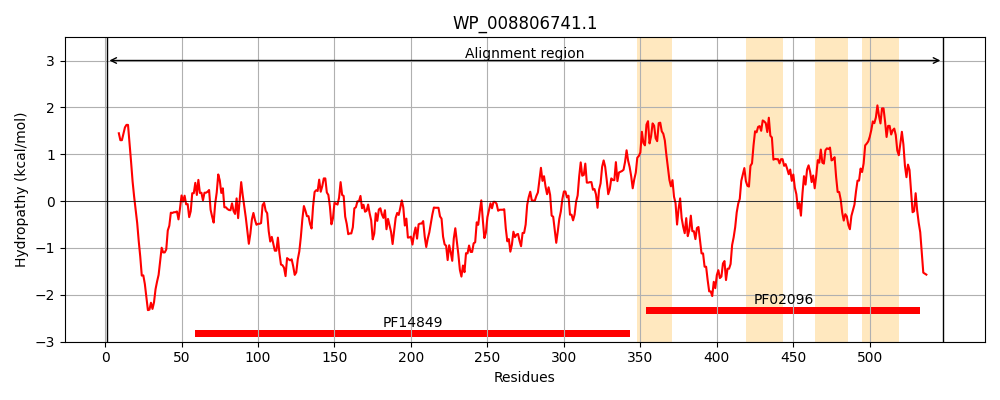 WP_008806741.1
Alignment region
3
2
1
0
−1
−2
−3
Hydropathy (kcal/mol)
PF02096
PF14849
0 50 100 150 200 250 300 350 400 450 500
Residues